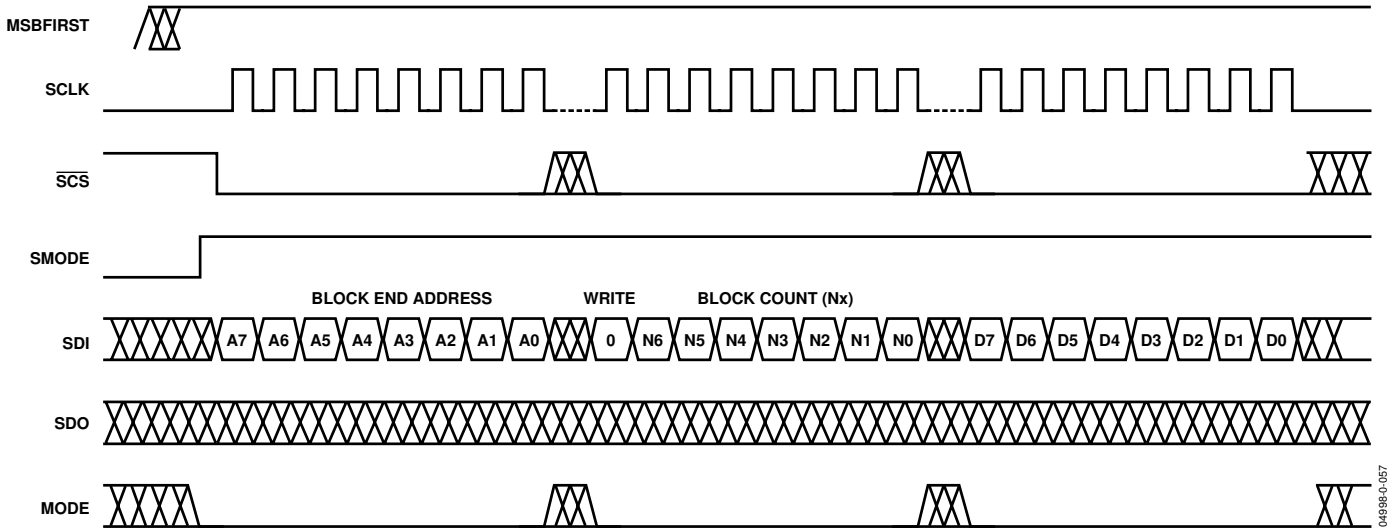 MSBFIRST
SCLK
SCS
SMODE
BLOCK END ADDRESS WRITE BLOCK COUNT (Nx)
SDI A7 A6 A5 A4 A3 A2 A1 A0 0 N6 N5 N4 N3 N2 N1 N0 D7 D6 D5 D4 D3 D2 D1 D0
SDO
MODE
04998-0-057